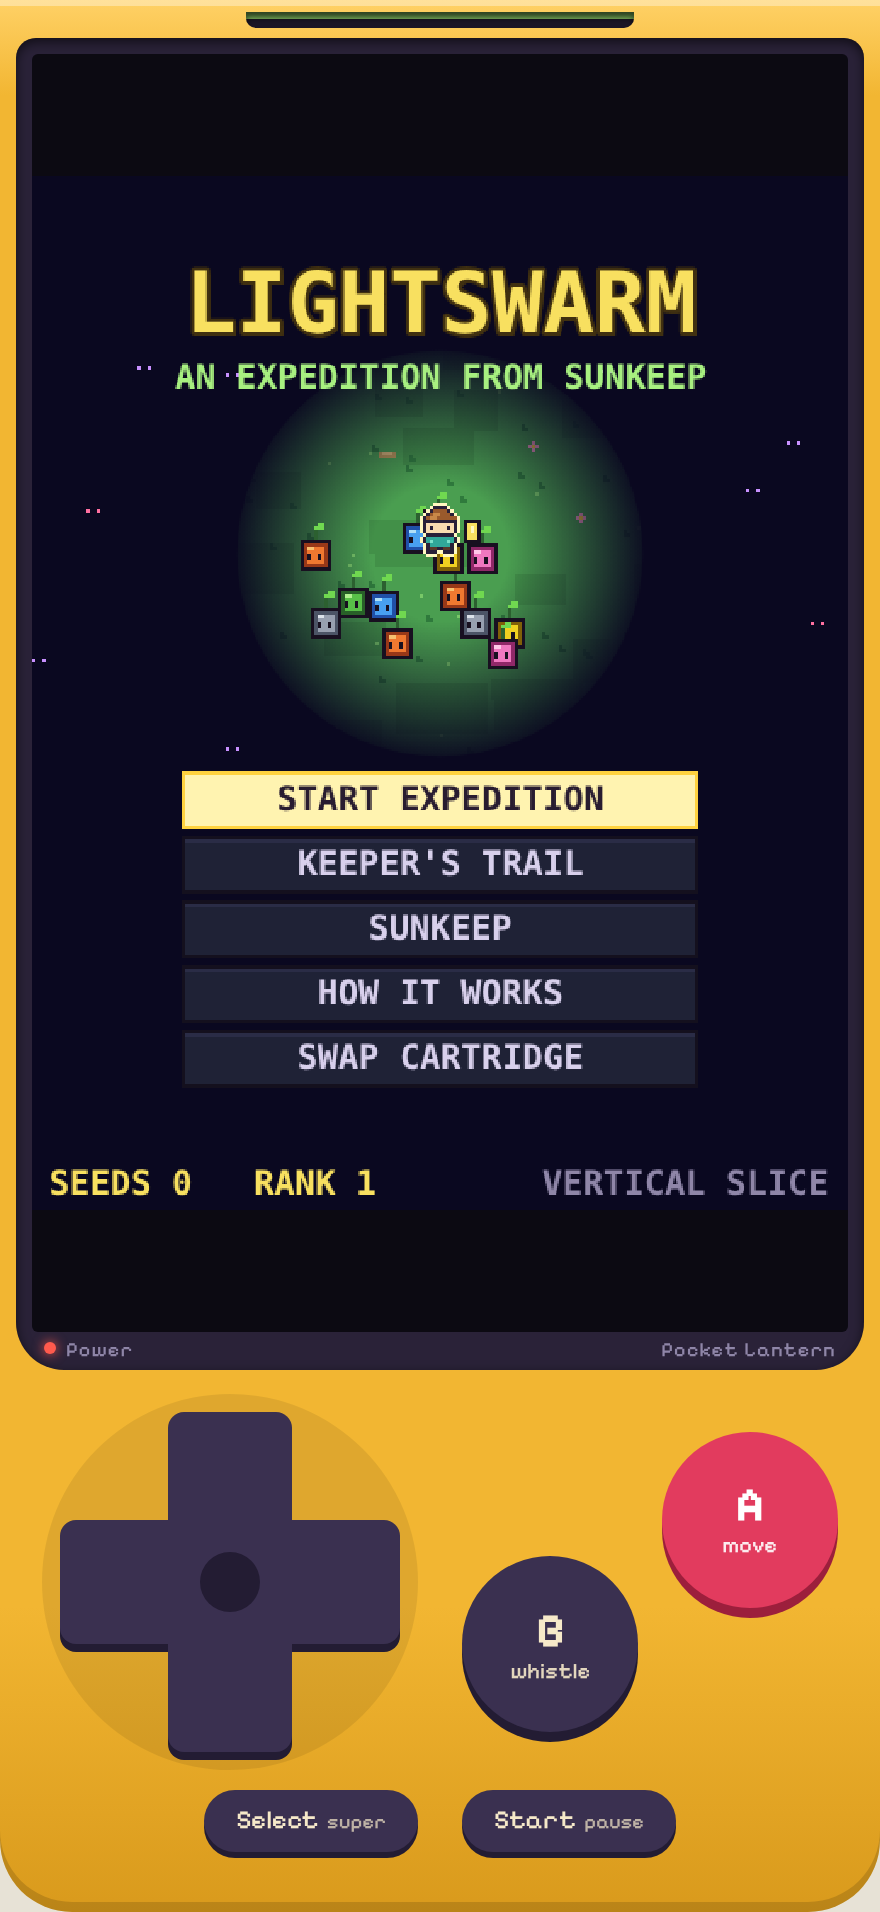 LIGHTSWARM
AN EXPEDITION FROM SUNKEEP
START EXPEDITION
KEEPER'S TRAIL
SUNKEEP
HOW IT WORKS
SWAP CARTRIDGE
SEEDS 0 RANK 1 VERTICAL SLICE
Power Pocket Lantern
A
move
B
whistle
Select super Start pause